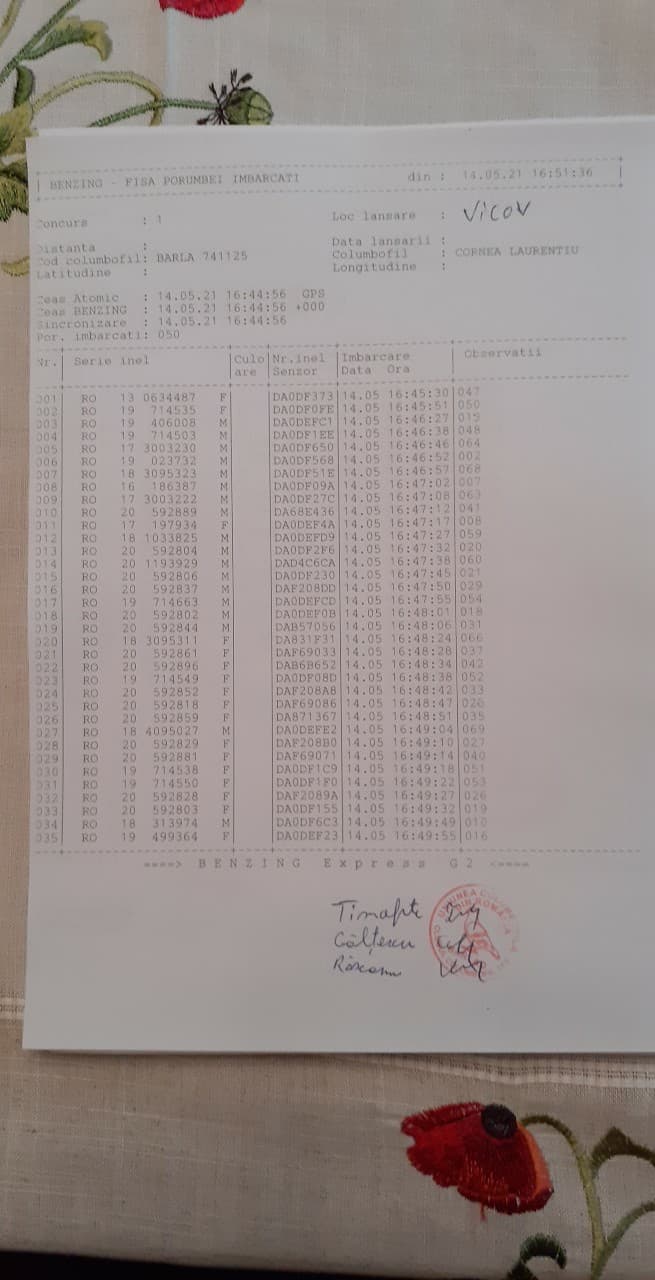 BENZING - FISA PORUMBEI IMBARCATI din : 14.05.21 16:51:36
Concurs : 1 Loc lansare : VICOV
Distanta : Data lansarii :
Cod columbofil: BARLA 741125 Columbofil : CORNEA LAURENTIU
Latitudine : Longitudine :
Ceas Atomic : 14.05.21 16:44:56 GPS
Ceas BENZING : 14.05.21 16:44:56 +000
Sincronizare : 14.05.21 16:44:56
Por. imbarcati: 050
Nr.| Serie inel |Culo|Nr.inel |Imbarcare | Observatii
|are |Senzor |Data Ora |
001| RO 13 0634487 F| |DA0DF373|14.05 16:45:30|047
002| RO 19 714535 F| |DA0DF0FE|14.05 16:45:51|050
003| RO 19 406008 M| |DA0DEFC1|14.05 16:46:27|015
004| RO 19 714503 M| |DA0DF1EE|14.05 16:46:38|048
005| RO 17 3003230 M| |DA0DF650|14.05 16:46:46|064
006| RO 19 023732 M| |DA0DF568|14.05 16:46:52|002
007| RO 18 3095323 M| |DA0DF51E|14.05 16:46:57|068
008| RO 16 186387 M| |DA0DF09A|14.05 16:47:02|007
009| RO 17 3003222 M| |DA0DF27C|14.05 16:47:08|063
010| RO 20 592889 M| |DA68E436|14.05 16:47:12|041
011| RO 17 197934 F| |DA0DEF4A|14.05 16:47:17|008
012| RO 18 1033825 M| |DA0DEFD9|14.05 16:47:27|059
013| RO 20 592804 M| |DA0DF2F6|14.05 16:47:32|020
014| RO 20 1193929 M| |DAD4C6CA|14.05 16:47:38|060
015| RO 20 592806 M| |DA0DF230|14.05 16:47:45|021
016| RO 20 592837 M| |DAF208DD|14.05 16:47:50|029
017| RO 19 714663 M| |DA0DEFCD|14.05 16:47:55|054
018| RO 20 592802 M| |DA0DEF0B|14.05 16:48:01|018
019| RO 20 592844 M| |DAB57056|14.05 16:48:06|031
020| RO 18 3095311 F| |DA831F31|14.05 16:48:24|066
021| RO 20 592861 F| |DAF69033|14.05 16:48:28|037
022| RO 20 592896 F| |DAB6B652|14.05 16:48:34|042
023| RO 19 714549 F| |DA0DF08D|14.05 16:48:38|052
024| RO 20 592852 F| |DAF208A8|14.05 16:48:42|033
025| RO 20 592818 F| |DAF69086|14.05 16:48:47|
026| RO 20 592859 F| |DA871367|14.05 16:48:51|035
027| RO 18 4095027 M| |DA0DEFE2|14.05 16:49:04|069
028| RO 20 592829 F| |DAF208B0|14.05 16:49:10|027
029| RO 20 592881 F| |DAF69071|14.05 16:49:14|040
030| RO 19 714538 F| |DA0DF1C9|14.05 16:49:18|051
031| RO 19 714550 F| |DA0DF1F0|14.05 16:49:22|053
032| RO 20 592828 F| |DAF2089A|14.05 16:49:27|026
033| RO 20 592803 F| |DA0DF155|14.05 16:49:32|019
034| RO 18 313974 M| |DA0DF6C3|14.05 16:49:49|010
035| RO 19 499364 F| |DA0DEF23|14.05 16:49:55|016
====> B E N Z I N G E x p r e s s G 2 <====
Timafte
Călțescu